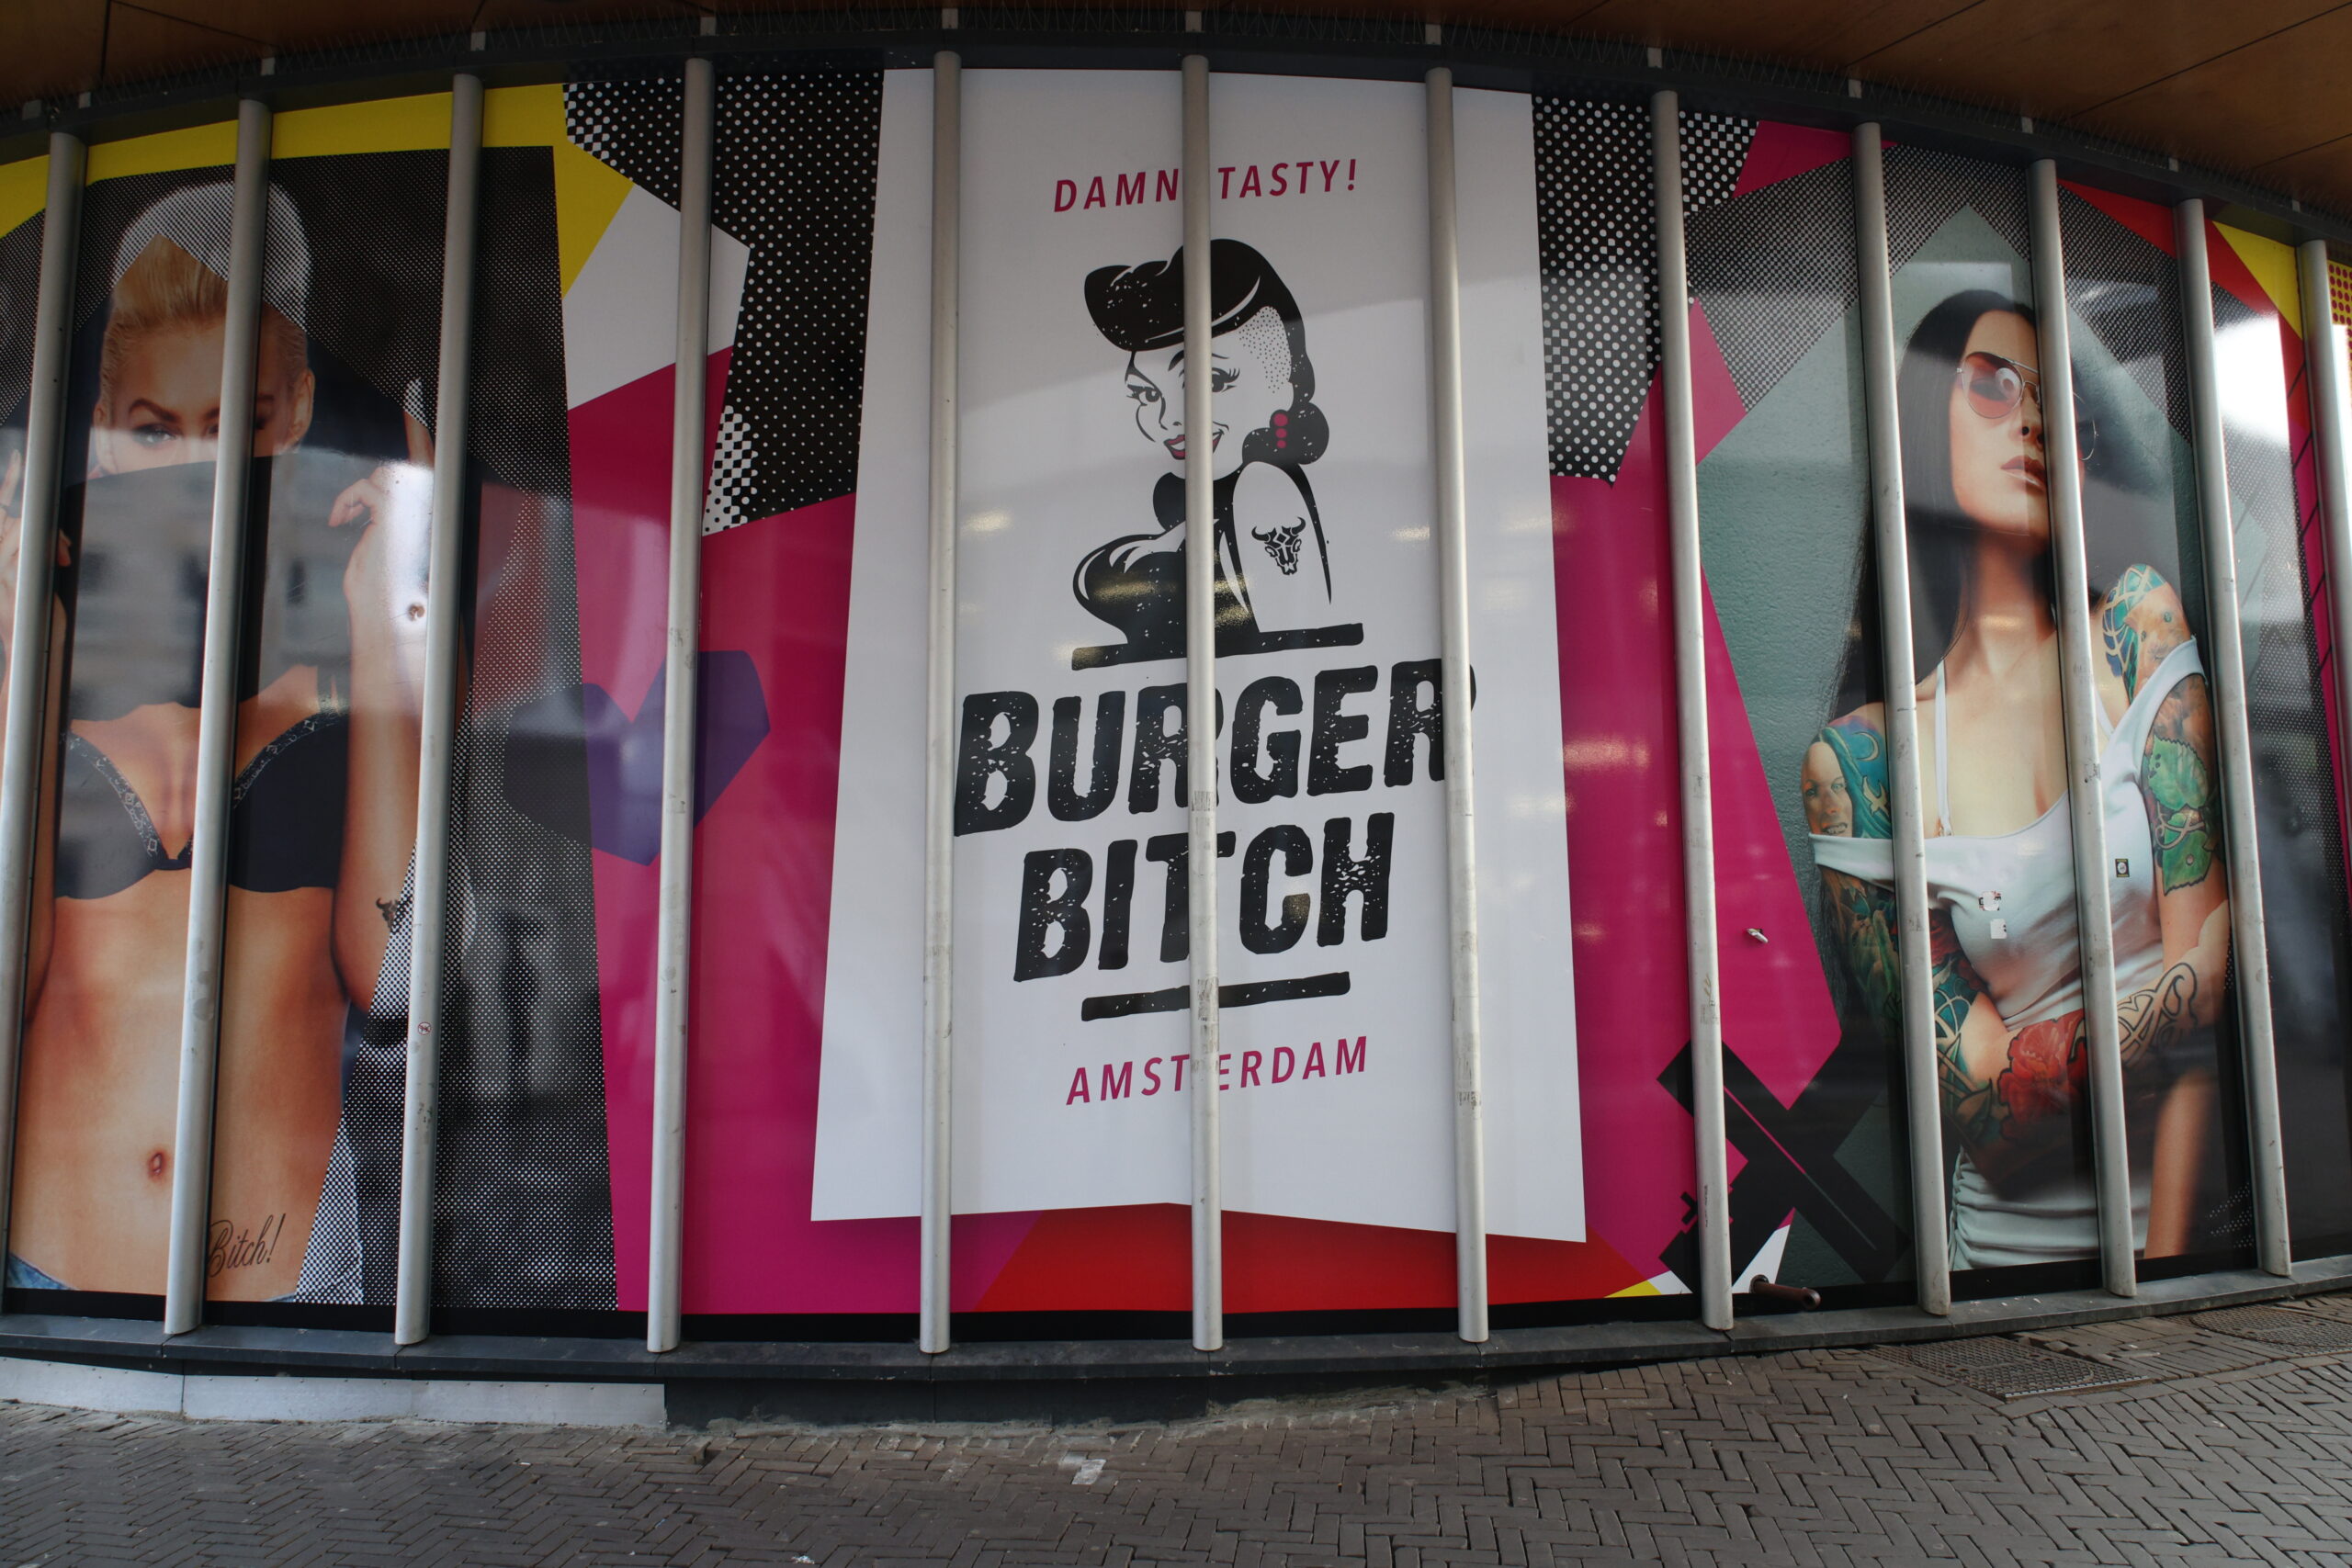 DAMN TASTY!
BURGER
BITCH
AMSTERDAM
Bitch!